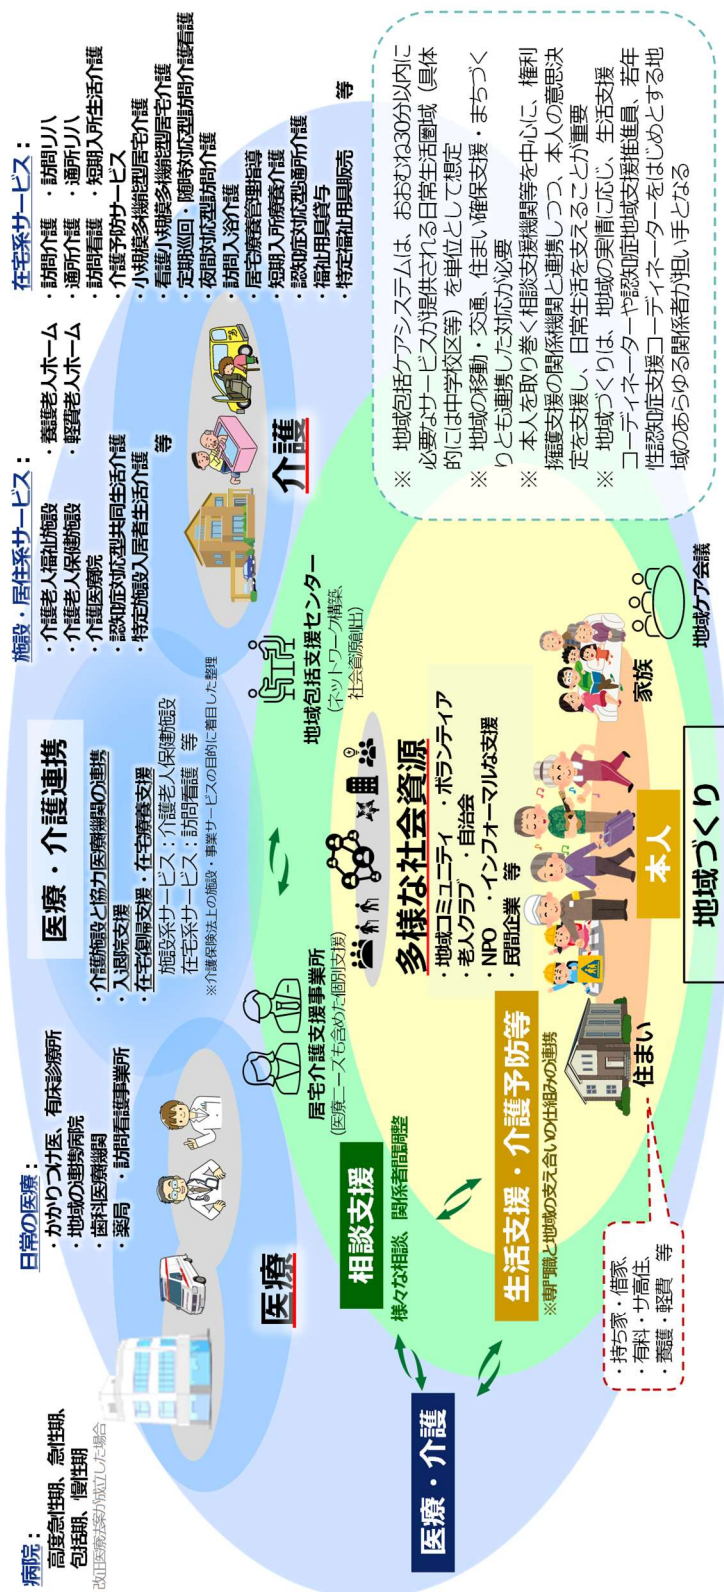 病院：
高度急性期、急性期、
包括期、慢性期
改正医療法案が成立した場合
日常の医療：
・かかりつけ医、有床診療所
・地域の連携病院
・歯科医療機関
・薬局　・訪問看護事業所
医療
医療・介護連携
・介護施設と協力医療機関の連携
・入退院支援
・在宅復帰支援・在宅療養支援
施設系サービス：介護老人保健施設
在宅系サービス：訪問看護　等
※介護保険法上の施設・事業サービスの目的に着目した整理
施設・居住系サービス：
・介護老人福祉施設　・養護老人ホーム
・介護老人保健施設　・軽費老人ホーム
・介護医療院
・認知症対応型共同生活介護
・特定施設入居者生活介護　等
介護
在宅系サービス：
・訪問介護　・訪問リハ
・通所介護　・通所リハ
・訪問看護　・短期入所生活介護
・介護予防サービス
・小規模多機能型居宅介護
・看護小規模多機能型居宅介護
・定期巡回・随時対応型訪問介護看護
・夜間対応型訪問介護
・訪問入浴介護
・居宅療養管理指導
・短期入所療養介護
・認知症対応型通所介護
・福祉用具貸与
・特定福祉用具販売　等
居宅介護支援事業所
(医療ニーズも含めた個別支援)
地域包括支援センター
(ネットワーク構築、
社会資源創出)
相談支援
様々な相談、関係者間調整
多様な社会資源
・地域コミュニティ　・ボランティア
・老人クラブ　・自治会
・NPO　・インフォーマルな支援
・民間企業　等
医療・介護
生活支援・介護予防等
※専門職と地域の支え合いの仕組みの連携
住まい
本人
家族
地域ケア会議
・持ち家・借家、
・有料・サ高住、
・養護・軽費　等
地域づくり
※　地域包括ケアシステムは、おおむね30分以内に
必要なサービスが提供される日常生活圏域（具体
的には中学校区等）を単位として想定
※　地域の移動・交通、住まい確保支援・まちづく
りとも連携した対応が必要
※　本人を取り巻く相談支援機関等を中心に、権利
擁護支援の関係機関と連携しつつ、本人の意思決
定を支援し、日常生活を支えることが重要
※　地域づくりは、地域の実情に応じ、生活支援
コーディネーターや認知症地域支援推進員、若年
性認知症支援コーディネーターをはじめとする地
域のあらゆる関係者が担い手となる